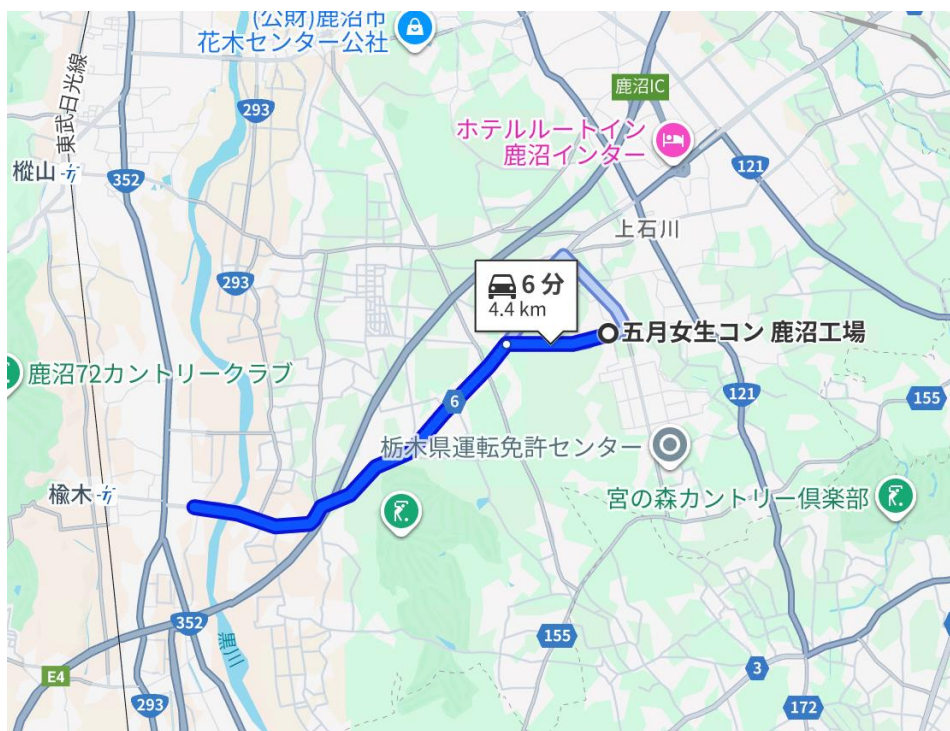 (公財)鹿沼市
花木センター公社
鹿沼IC
293
東武日光線
ホテルルートイン
鹿沼インター
121
樅山
352
上石川
293
6 分
4.4 km
五月女生コン 鹿沼工場
鹿沼72カントリークラブ
121
155
6
栃木県運転免許センター
楡木
宮の森カントリー倶楽部
352
155
黒川
E4
3
293
172